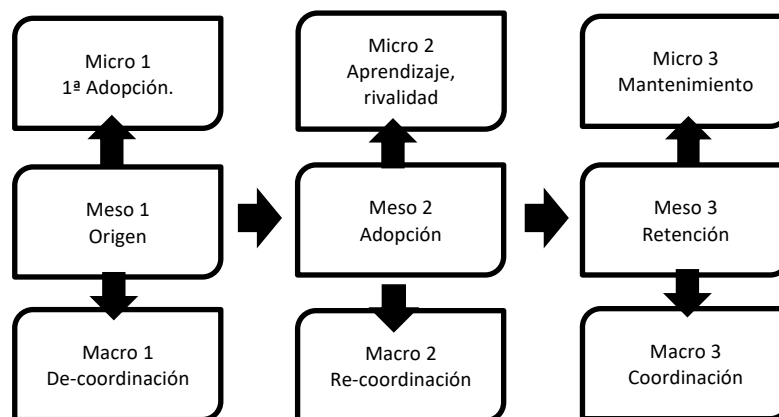 Micro 1
1ª Adopción.
Micro 2
Aprendizaje,
rivalidad
Micro 3
Mantenimiento
Meso 1
Origen
Meso 2
Adopción
Meso 3
Retención
Macro 1
De-coordinación
Macro 2
Re-coordinación
Macro 3
Coordinación